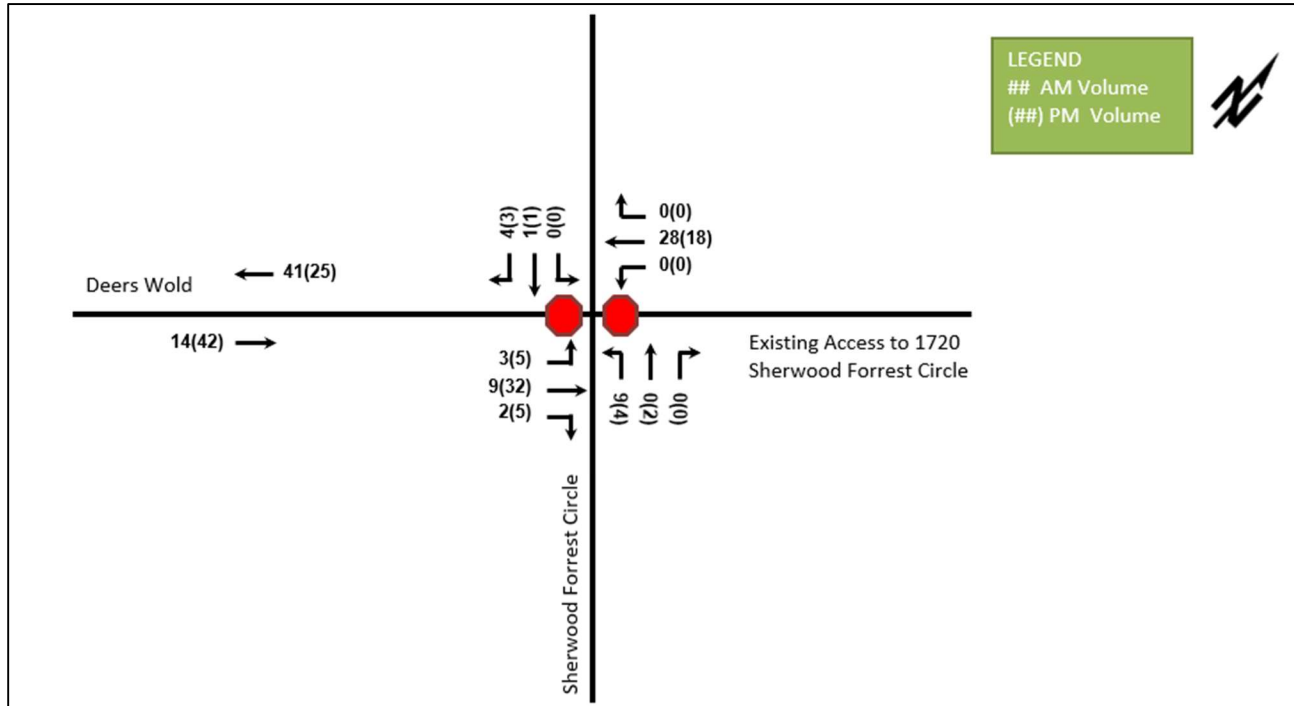 LEGEND
## AM Volume
(##) PM Volume
N
4(3)
1(1)
0(0)
0(0)
28(18)
0(0)
Deers Wold
41(25)
14(42)
3(5)
9(32)
2(5)
9(4)
0(2)
0(0)
Existing Access to 1720
Sherwood Forrest Circle
Sherwood Forrest Circle